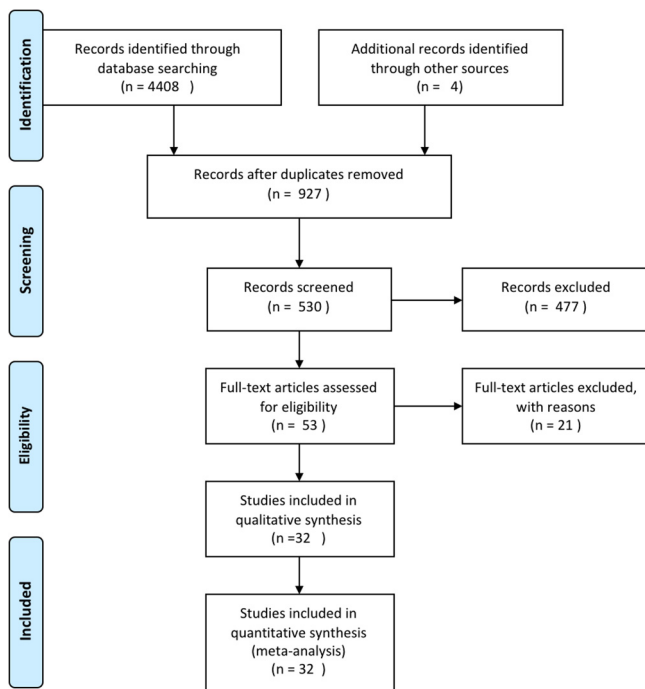 Identification
Records identified through
database searching
(n = 4408 )
Additional records identified
through other sources
(n = 4)
Records after duplicates removed
(n = 927 )
Screening
Records screened
(n = 530 )
Records excluded
(n = 477 )
Eligibility
Full-text articles assessed
for eligibility
(n = 53 )
Full-text articles excluded,
with reasons
(n = 21 )
Studies included in
qualitative synthesis
(n =32 )
Included
Studies included in
quantitative synthesis
(meta-analysis)
(n = 32 )